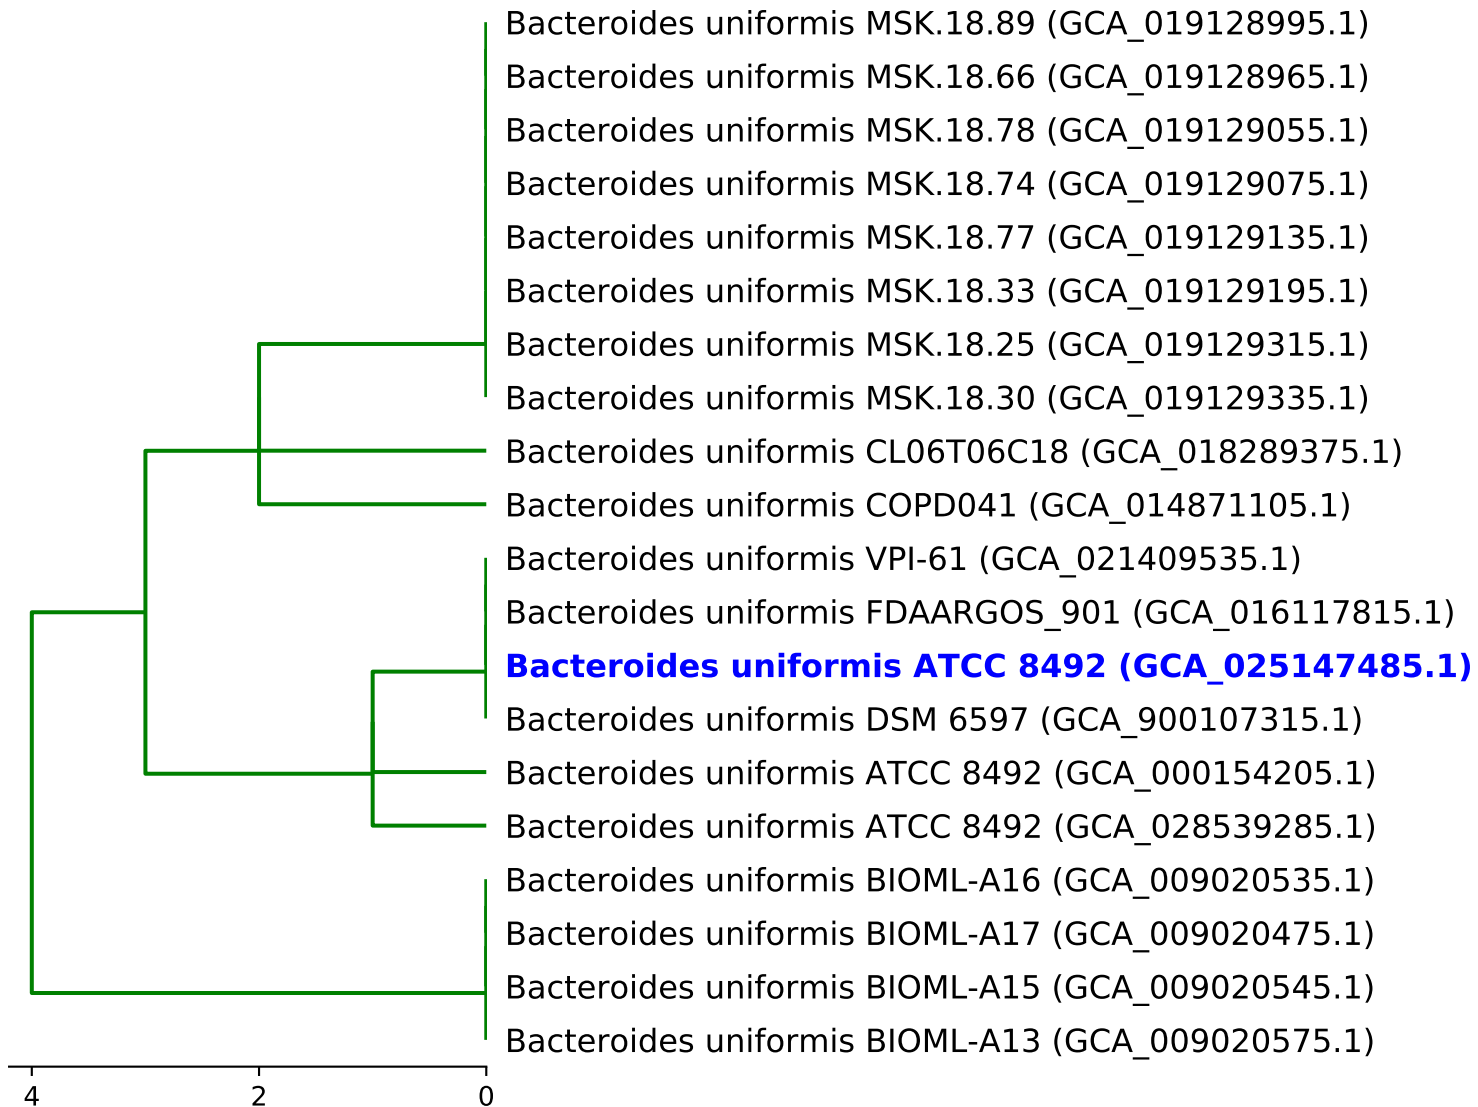 Bacteroides uniformis MSK.18.89 (GCA_019128995.1)
Bacteroides uniformis MSK.18.66 (GCA_019128965.1)
Bacteroides uniformis MSK.18.78 (GCA_019129055.1)
Bacteroides uniformis MSK.18.74 (GCA_019129075.1)
Bacteroides uniformis MSK.18.77 (GCA_019129135.1)
Bacteroides uniformis MSK.18.33 (GCA_019129195.1)
Bacteroides uniformis MSK.18.25 (GCA_019129315.1)
Bacteroides uniformis MSK.18.30 (GCA_019129335.1)
Bacteroides uniformis CL06T06C18 (GCA_018289375.1)
Bacteroides uniformis COPD041 (GCA_014871105.1)
Bacteroides uniformis VPI-61 (GCA_021409535.1)
Bacteroides uniformis FDAARGOS_901 (GCA_016117815.1)
Bacteroides uniformis ATCC 8492 (GCA_025147485.1)
Bacteroides uniformis DSM 6597 (GCA_900107315.1)
Bacteroides uniformis ATCC 8492 (GCA_000154205.1)
Bacteroides uniformis ATCC 8492 (GCA_028539285.1)
Bacteroides uniformis BIOML-A16 (GCA_009020535.1)
Bacteroides uniformis BIOML-A17 (GCA_009020475.1)
Bacteroides uniformis BIOML-A15 (GCA_009020545.1)
Bacteroides uniformis BIOML-A13 (GCA_009020575.1)
4 2 0